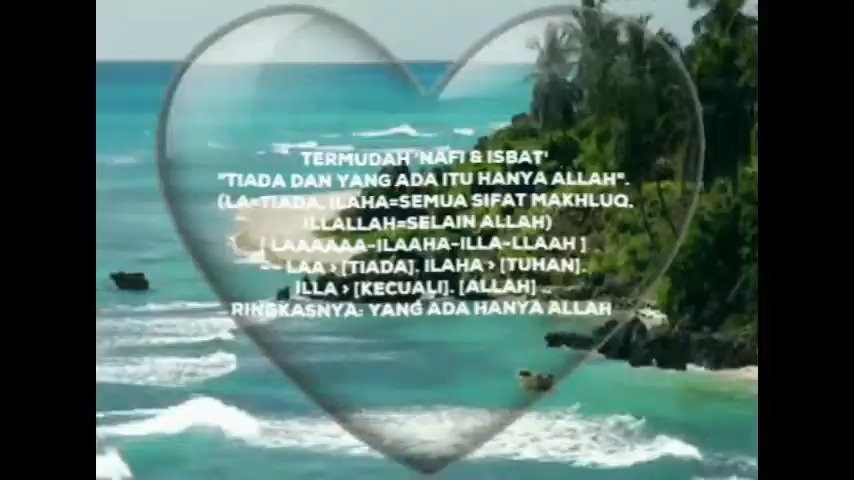 TERMUDAH 'NAFI & ISBAT'
"TIADA DAN YANG ADA ITU HANYA ALLAH".
(LA=TIADA, ILAHA=SEMUA SIFAT MAKHLUQ,
ILLALLAH=SELAIN ALLAH)
[ LAAAAAA-ILAAHA-ILLA-LLAAH ]
-- LAA > [TIADA]. ILAHA > [TUHAN].
ILLA > [KECUALI]. [ALLAH] ..
RINGKASNYA: YANG ADA HANYA ALLAH